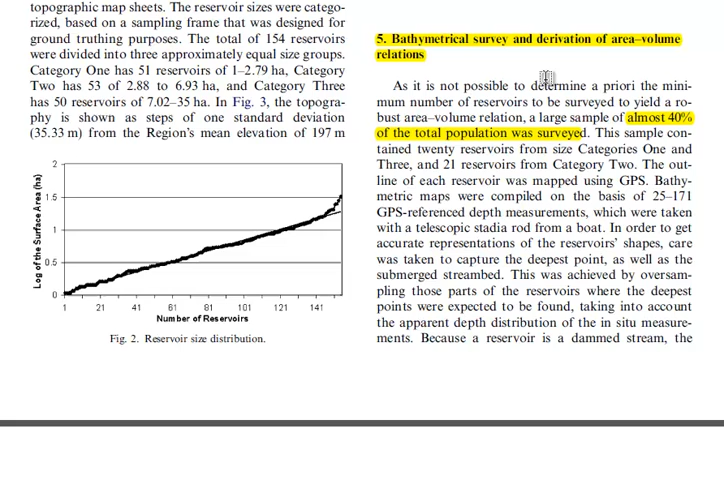 topographic map sheets. The reservoir sizes were catego-
rized, based on a sampling frame that was designed for
ground truthing purposes. The total of 154 reservoirs
were divided into three approximately equal size groups.
Category One has 51 reservoirs of 1–2.79 ha, Category
Two has 53 of 2.88 to 6.93 ha, and Category Three
has 50 reservoirs of 7.02–35 ha. In Fig. 3, the topogra-
phy is shown as steps of one standard deviation
(35.33 m) from the Region's mean elevation of 197 m
2
1.5
1
0.5
0
Log of the Surface Area (ha)
1 21 41 61 81 101 121 141
Number of Reservoirs
Fig. 2. Reservoir size distribution.
5. Bathymetrical survey and derivation of area–volume
relations
As it is not possible to determine a priori the mini-
mum number of reservoirs to be surveyed to yield a ro-
bust area–volume relation, a large sample of almost 40%
of the total population was surveyed. This sample con-
tained twenty reservoirs from size Categories One and
Three, and 21 reservoirs from Category Two. The out-
line of each reservoir was mapped using GPS. Bathy-
metric maps were compiled on the basis of 25–171
GPS-referenced depth measurements, which were taken
with a telescopic stadia rod from a boat. In order to get
accurate representations of the reservoirs' shapes, care
was taken to capture the deepest point, as well as the
submerged streambed. This was achieved by oversam-
pling those parts of the reservoirs where the deepest
points were expected to be found, taking into account
the apparent depth distribution of the in situ measure-
ments. Because a reservoir is a dammed stream, the